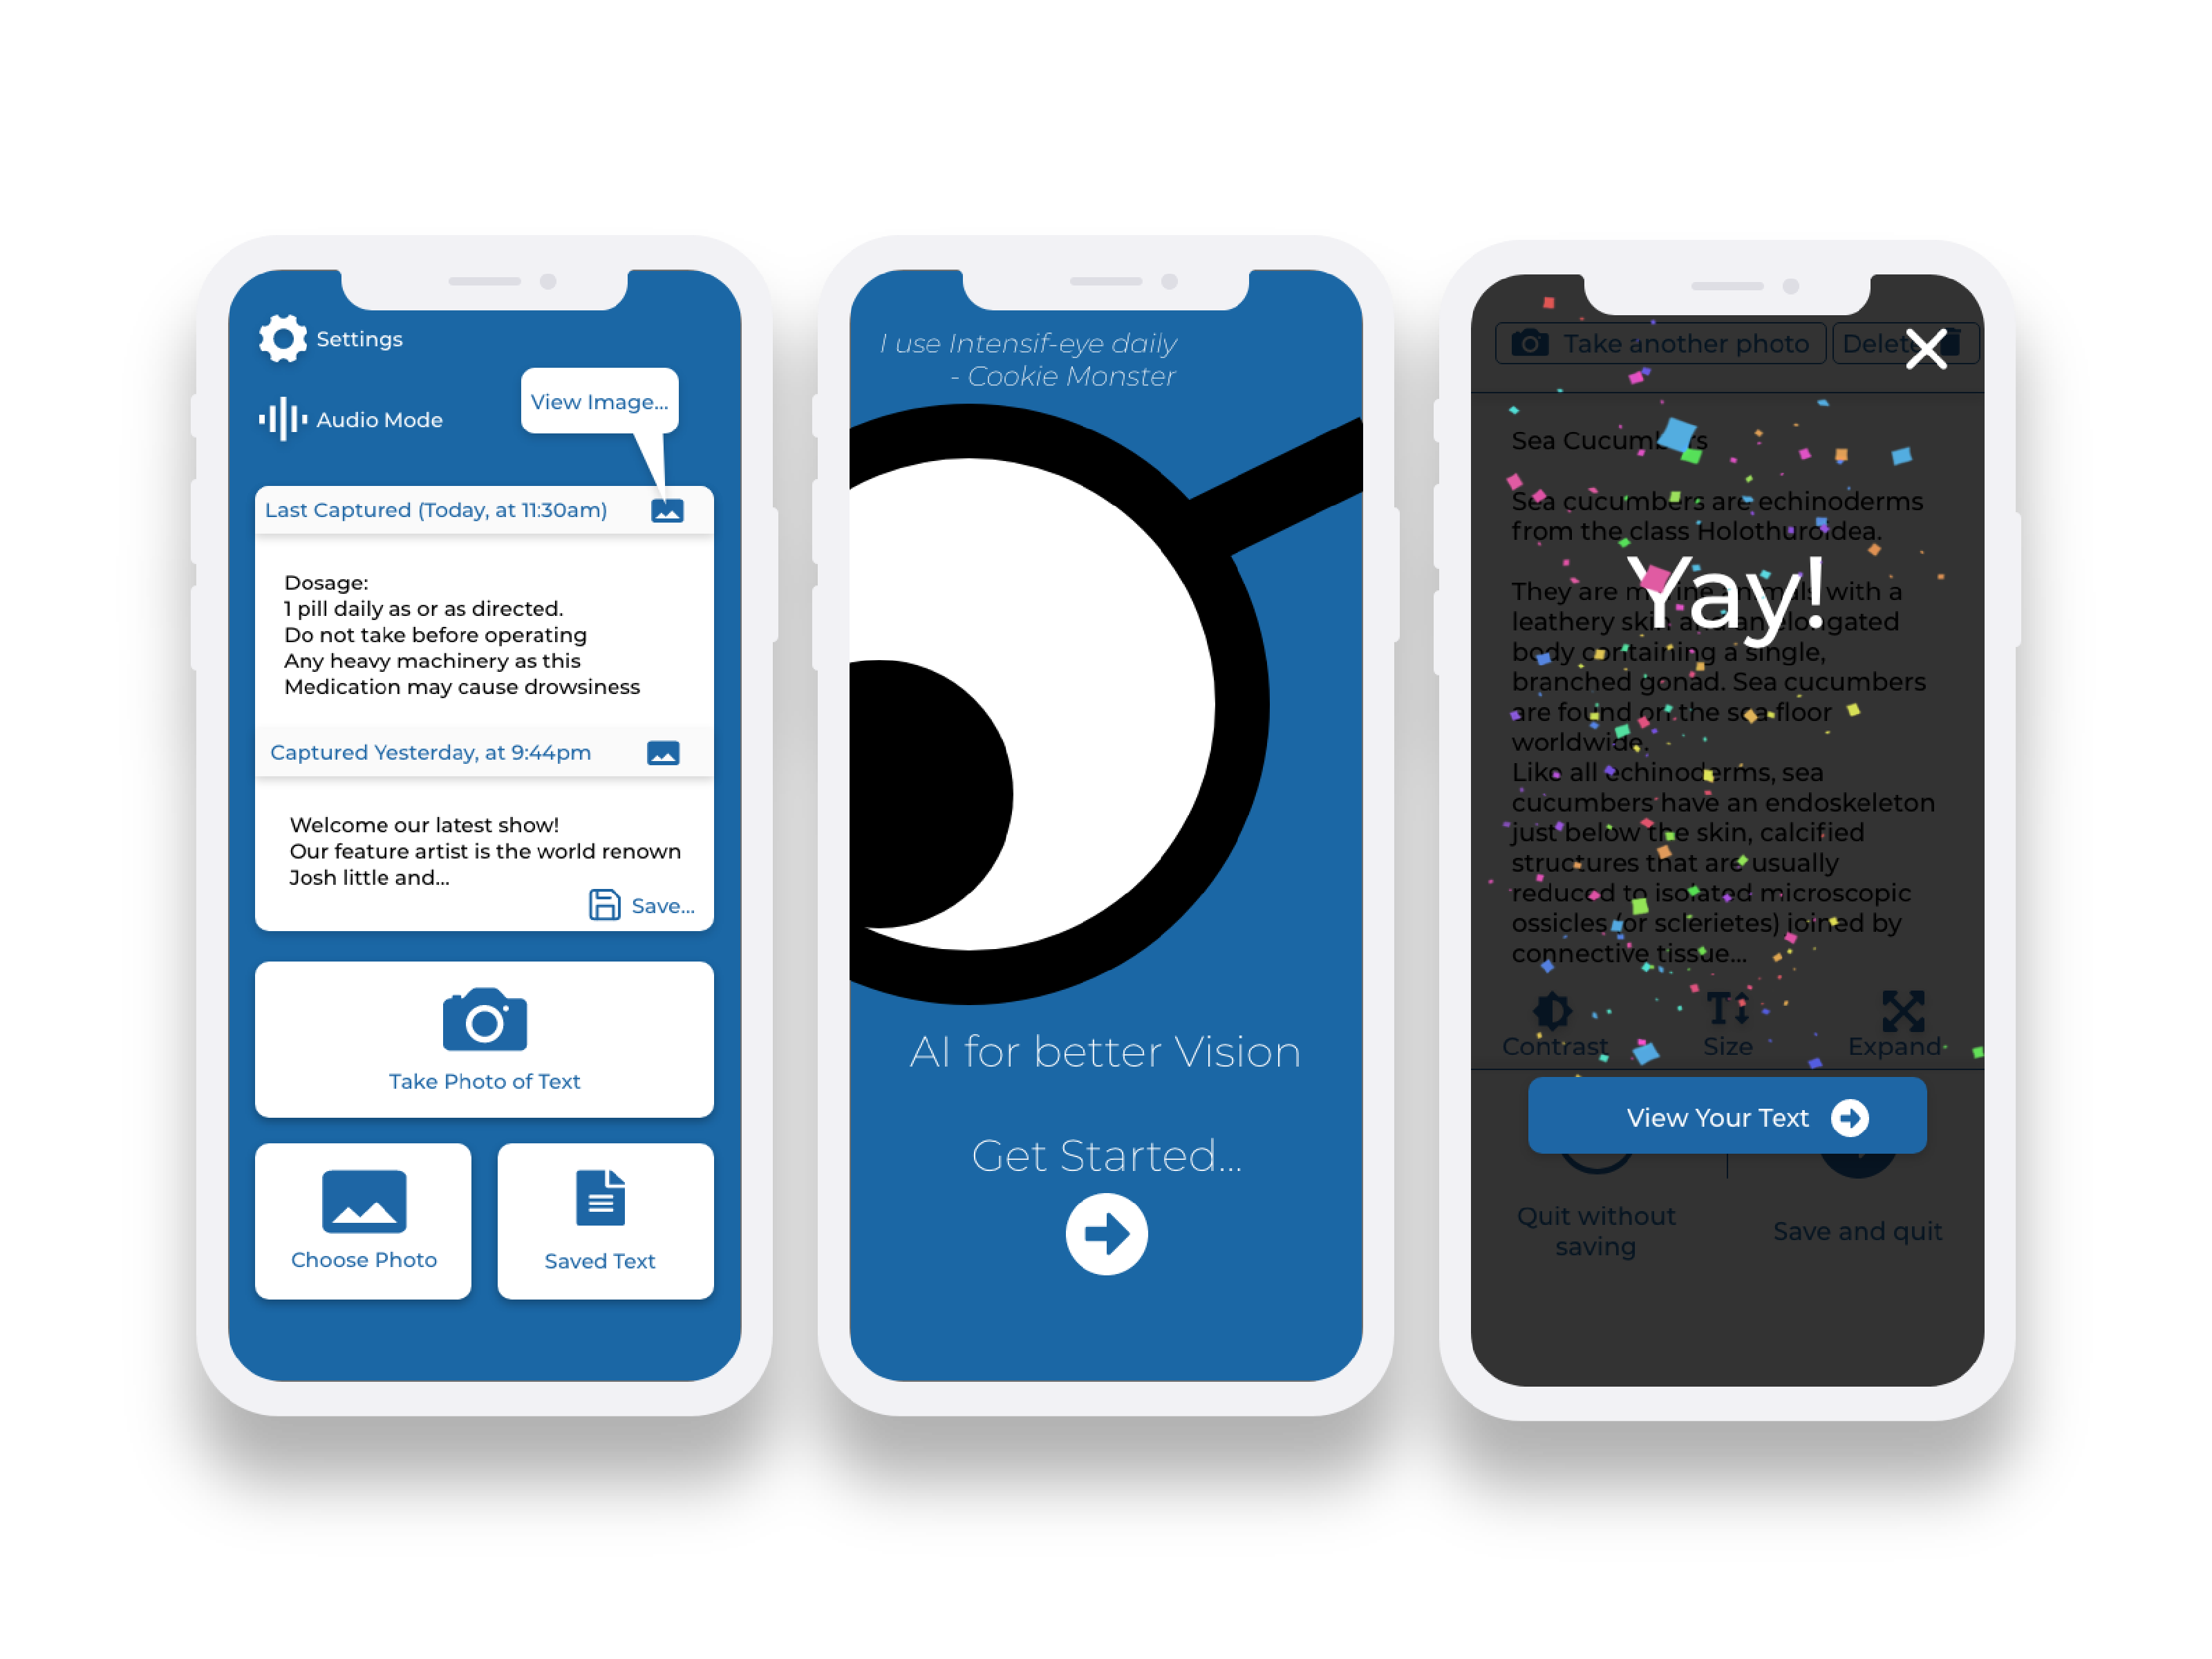 Settings
Audio Mode
View Image...
Last Captured (Today, at 11:30am)
Dosage:
1 pill daily as or as directed.
Do not take before operating
Any heavy machinery as this
Medication may cause drowsiness
Captured Yesterday, at 9:44pm
Welcome our latest show!
Our feature artist is the world renown
Josh little and...
Save...
Take Photo of Text
Choose Photo
Saved Text
I use Intensif-eye daily
- Cookie Monster
AI for better Vision
Get Started...
Take another photo
Delete
Sea Cucumbers
Sea cucumbers are echinoderms
from the class Holothuroidea.
Yay!
They are marine animals with a
leathery skin and an elongated
body containing a single,
branched gonad. Sea cucumbers
are found on the sea floor
worldwide.
Like all echinoderms, sea
cucumbers have an endoskeleton
just below the skin, calcified
structures that are usually
reduced to isolated microscopic
ossicles (or sclerietes) joined by
connective tissue...
Contrast
Size
Expand
View Your Text
Quit without
saving
Save and quit